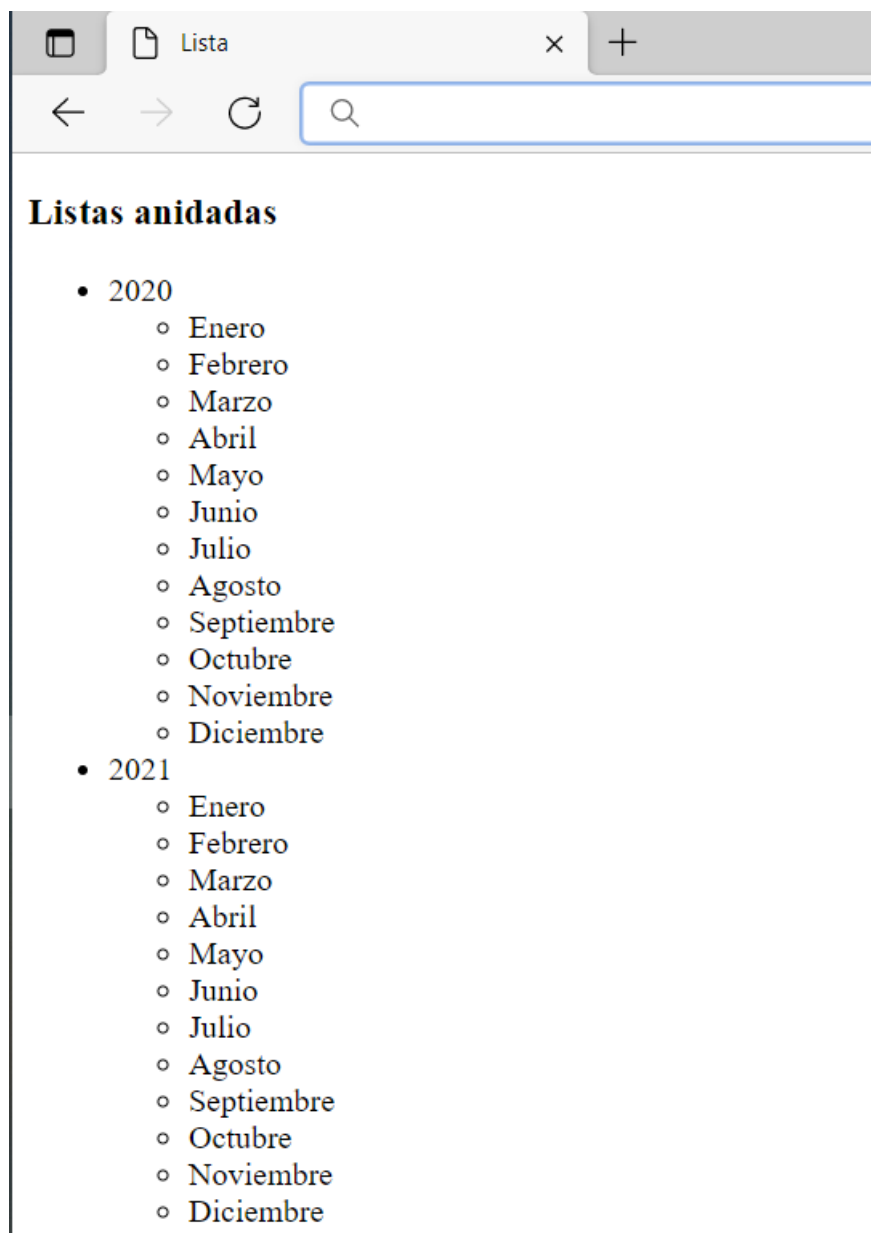 Lista
Listas anidadas
2020
Enero
Febrero
Marzo
Abril
Mayo
Junio
Julio
Agosto
Septiembre
Octubre
Noviembre
Diciembre
2021
Enero
Febrero
Marzo
Abril
Mayo
Junio
Julio
Agosto
Septiembre
Octubre
Noviembre
Diciembre